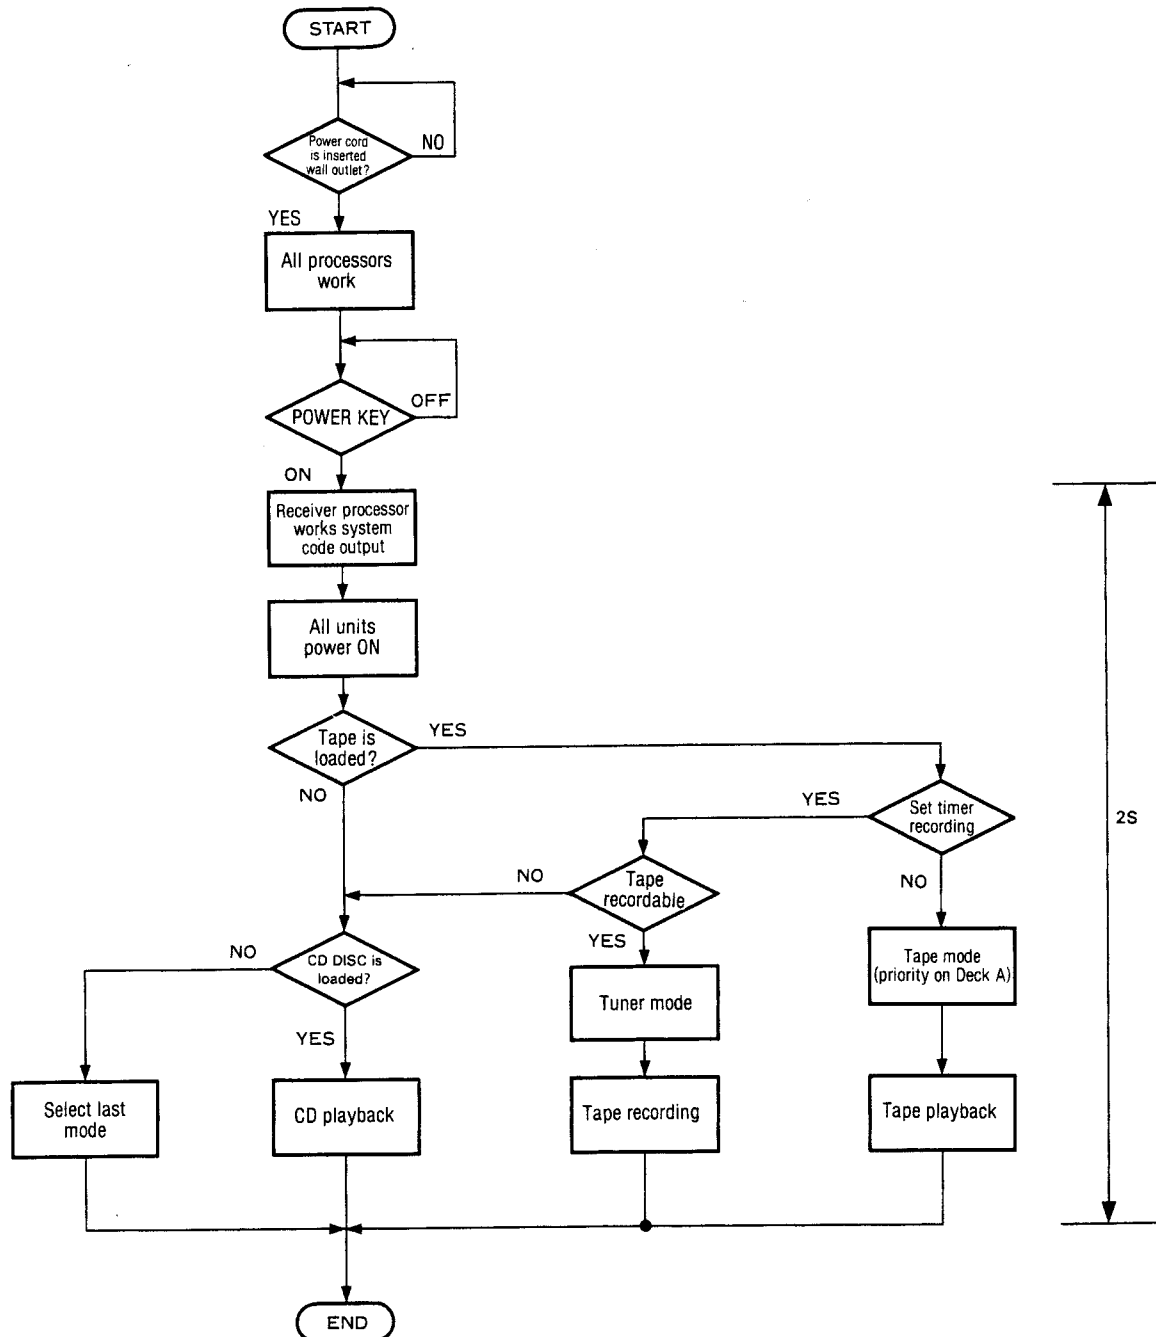 START
Power cord
is inserted
wall outlet?
NO
YES
All processors
work
POWER KEY
OFF
ON
Receiver processor
works system
code output
All units
power ON
Tape is
loaded?
YES
NO
Set timer
recording
YES
2S
NO
Tape
recordable
NO
YES
Tape mode
(priority on Deck A)
CD DISC is
loaded?
NO
YES
Tuner mode
Select last
mode
CD playback
Tape recording
Tape playback
END